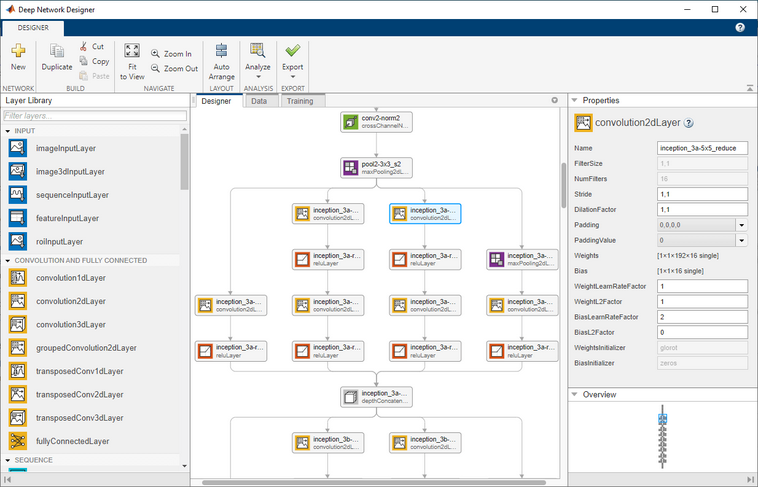 Deep Network Designer
DESIGNER
New
Duplicate
Cut
Copy
Paste
Fit
to View
Zoom In
Zoom Out
Auto
Arrange
Analyze
Export
NETWORK
BUILD
NAVIGATE
LAYOUT
ANALYSIS
EXPORT
Layer Library
Filter layers...
INPUT
imageInputLayer
image3dInputLayer
sequenceInputLayer
featureInputLayer
roiInputLayer
CONVOLUTION AND FULLY CONNECTED
convolution1dLayer
convolution2dLayer
convolution3dLayer
groupedConvolution2dLayer
transposedConv1dLayer
transposedConv2dLayer
transposedConv3dLayer
fullyConnectedLayer
SEQUENCE
Designer
Data
Training
conv2-norm2
crossChannelN...
pool2-3x3_s2
maxPooling2dL...
inception_3a-...
convolution2dL...
inception_3a-...
convolution2dL...
inception_3a-r...
reluLayer
inception_3a-r...
reluLayer
inception_3a-...
maxPooling2dL...
inception_3a-...
convolution2dL...
inception_3a-...
convolution2dL...
inception_3a-...
convolution2dL...
inception_3a-...
convolution2dL...
inception_3a-r...
reluLayer
inception_3a-r...
reluLayer
inception_3a-r...
reluLayer
inception_3a-r...
reluLayer
inception_3a-...
depthConcaten...
inception_3b-...
convolution2dL...
inception_3b-...
convolution2dL...
Properties
convolution2dLayer
Name inception_3a-5x5_reduce
FilterSize 1,1
NumFilters 16
Stride 1,1
DilationFactor 1,1
Padding 0,0,0,0
PaddingValue 0
Weights [1×1×192×16 single]
Bias [1×1×16 single]
WeightLearnRateFactor 1
WeightL2Factor 1
BiasLearnRateFactor 2
BiasL2Factor 0
WeightsInitializer glorot
BiasInitializer zeros
Overview